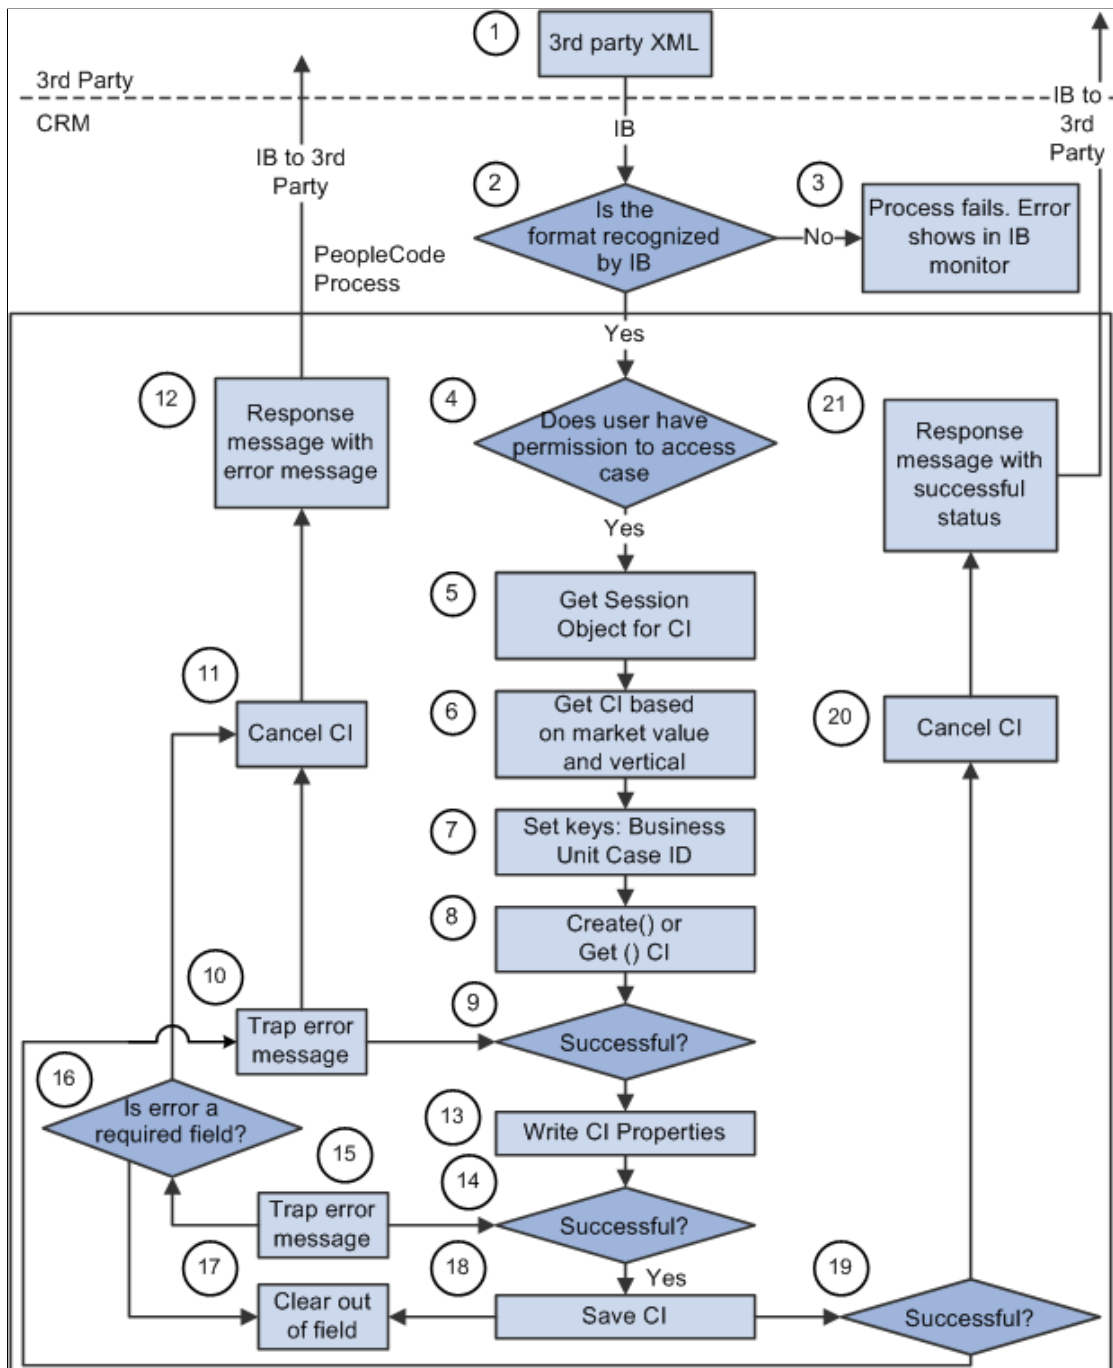 1
3rd party XML
3rd Party
CRM
IB
IB to
3rd
Party
IB to 3rd
Party
2
Is the
format recognized
by IB
No
3
Process fails. Error
shows in IB
monitor
PeopleCode
Process
Yes
12
Response
message with
error message
4
Does user have
permission to access
case
21
Response
message with
successful
status
Yes
5
Get Session
Object for CI
11
Cancel CI
6
Get CI based
on market value
and vertical
20
Cancel CI
7
Set keys: Business
Unit Case ID
8
Create() or
Get () CI
10
Trap error
message
9
Successful?
16
Is error a
required field?
13
Write CI Properties
15
Trap error
message
14
Successful?
Yes
17
Clear out
of field
18
Save CI
19
Successful?